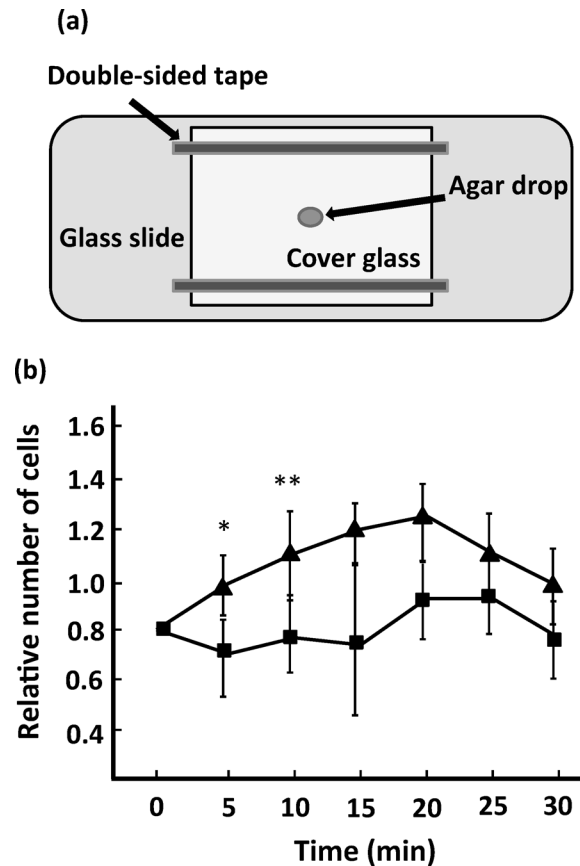 (a)
Double-sided tape
Agar drop
Glass slide
Cover glass
(b)
Relative number of cells
1.6
1.4
1.2
1.0
0.8
0.6
0.4
*
**
0 5 10 15 20 25 30
Time (min)